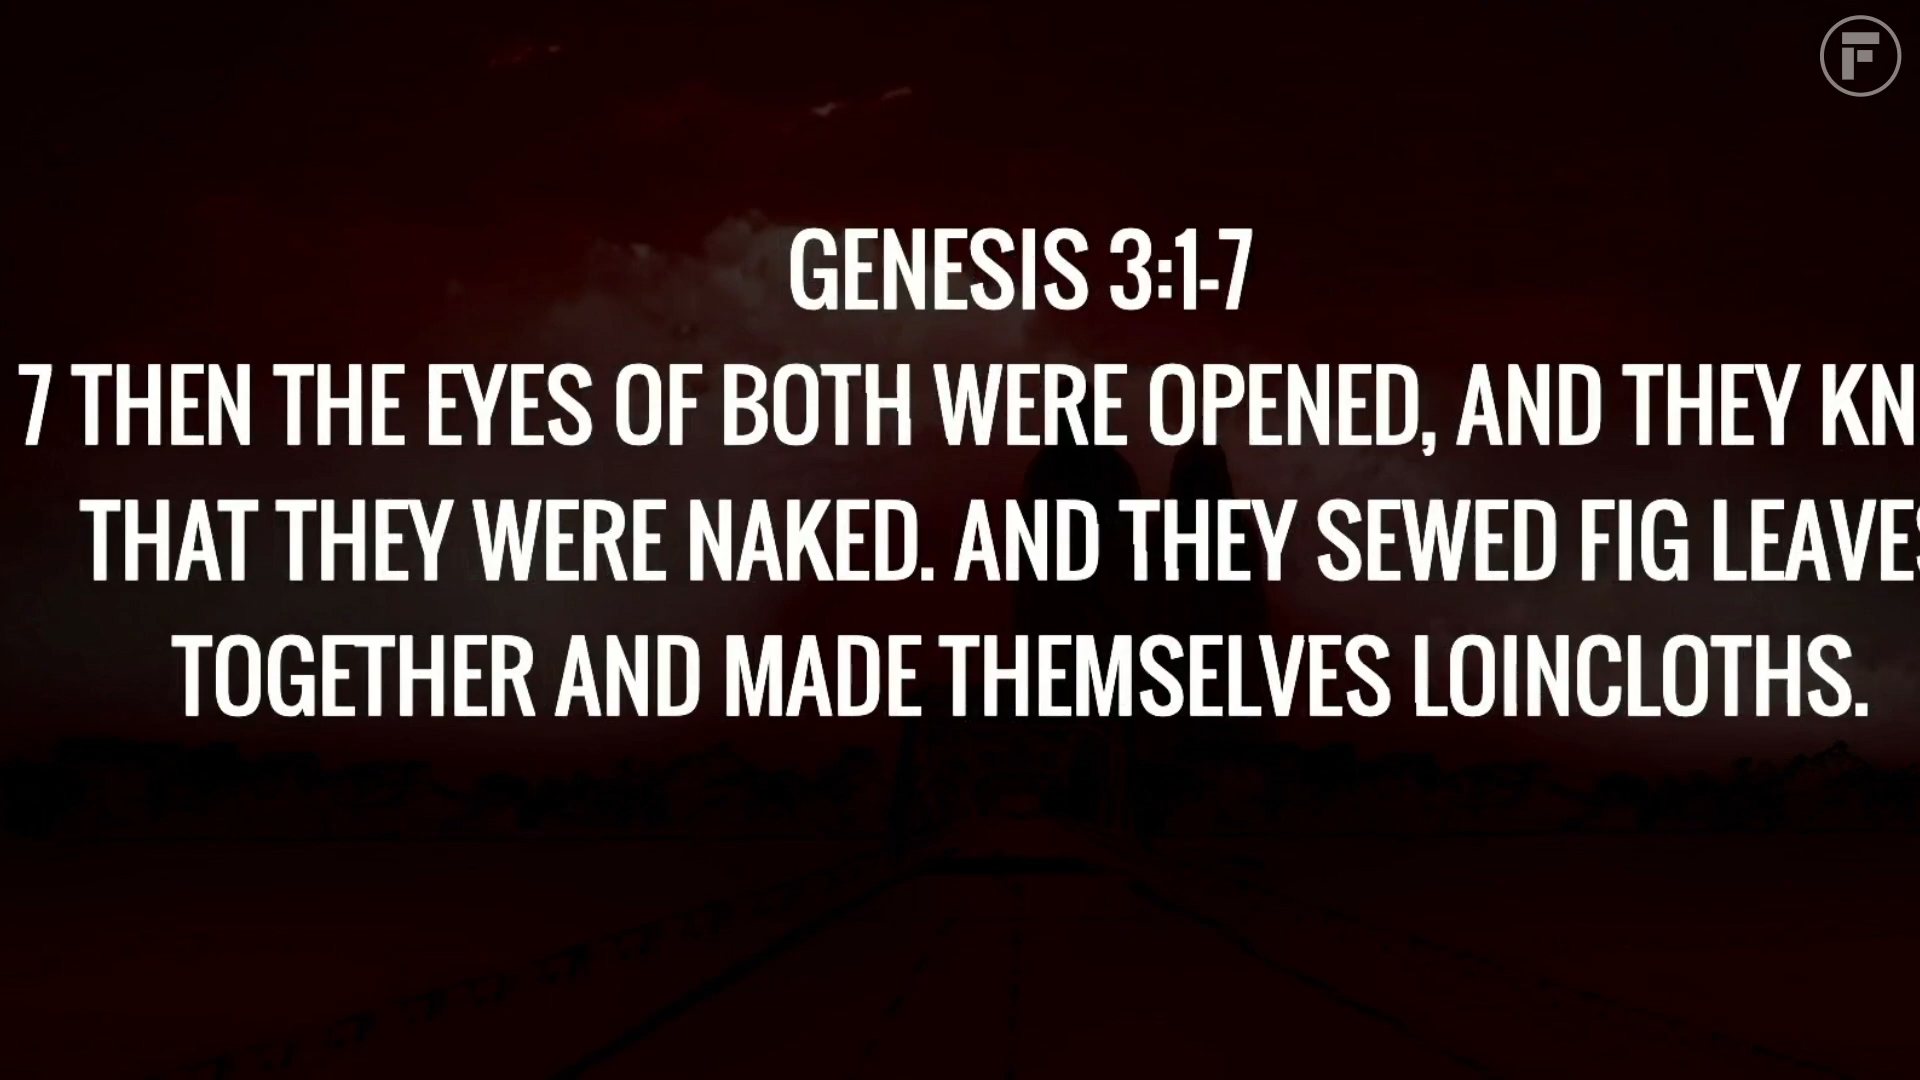 GENESIS 3:1-7
7 THEN THE EYES OF BOTH WERE OPENED, AND THEY KN
THAT THEY WERE NAKED. AND THEY SEWED FIG LEAVES
TOGETHER AND MADE THEMSELVES LOINCLOTHS.